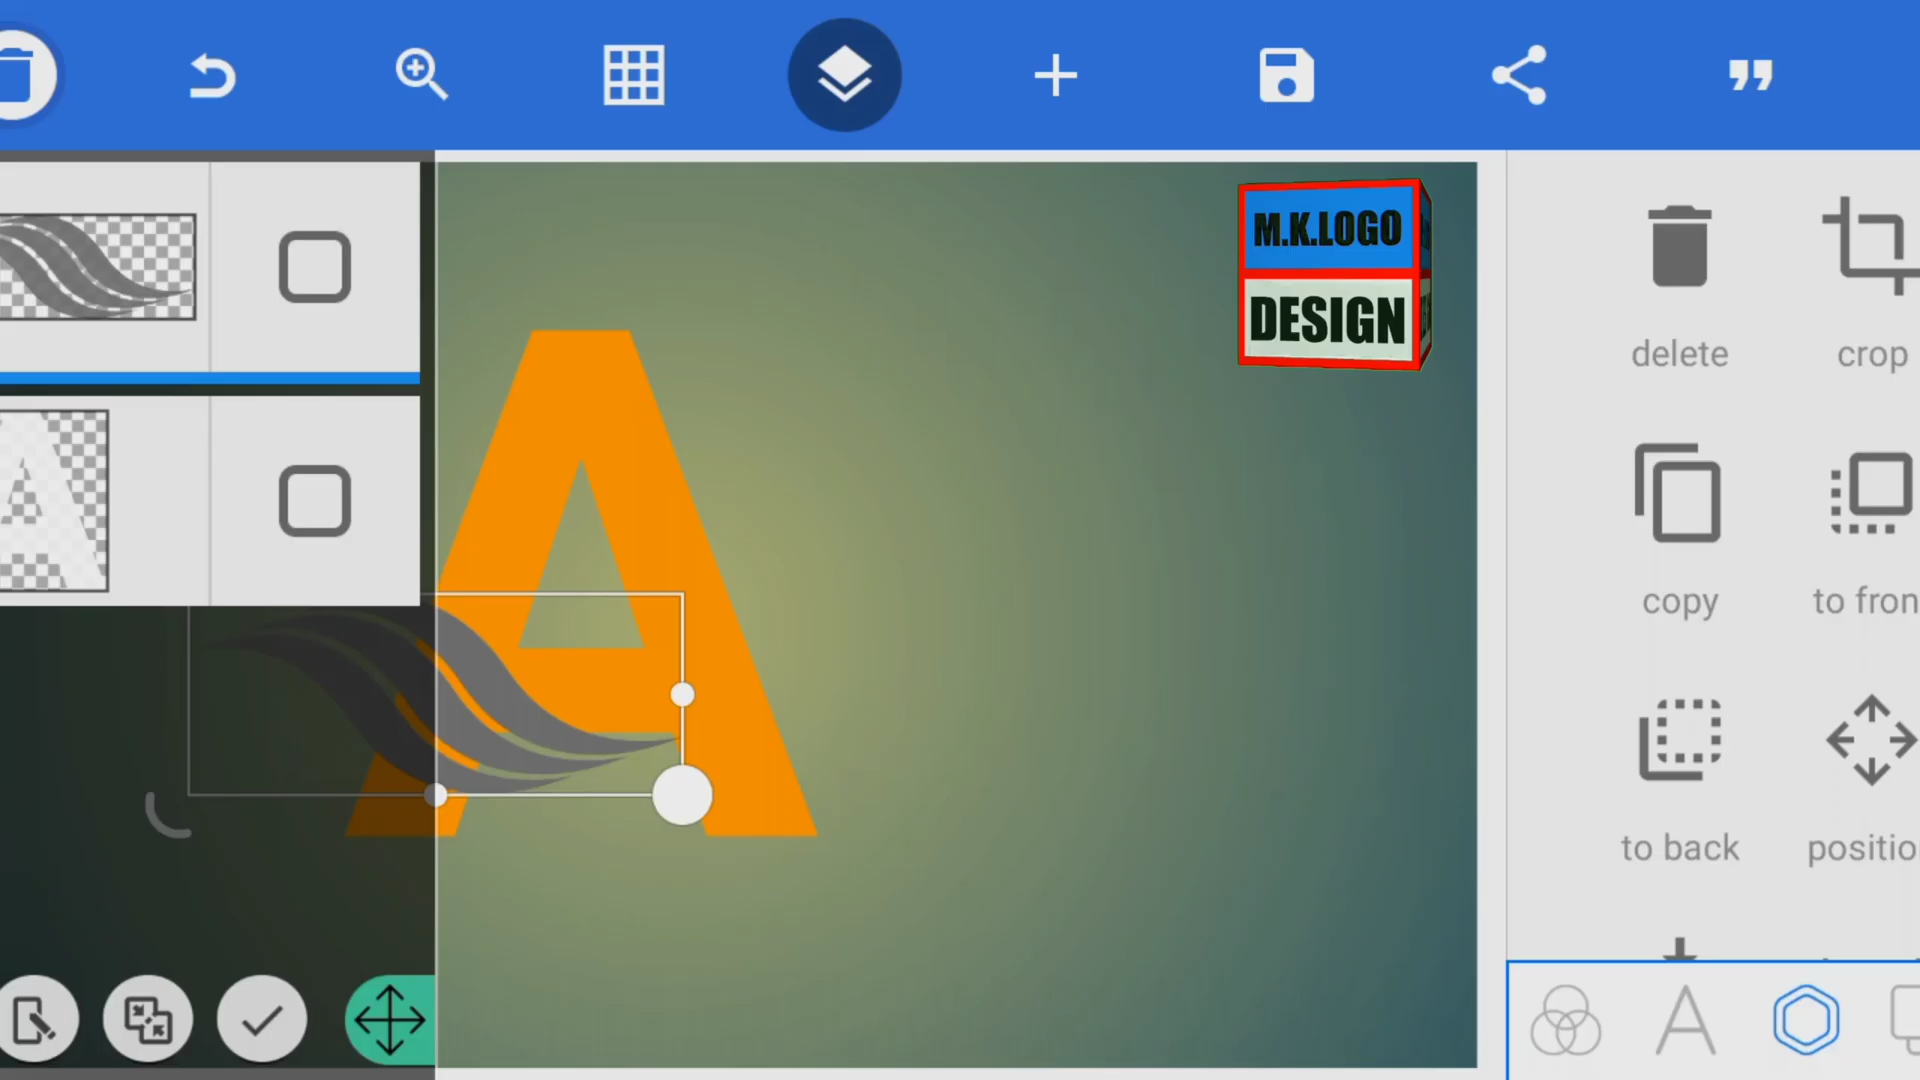 M.K.LOGO
DESIGN
A
delete
crop
copy
to fron
to back
positio